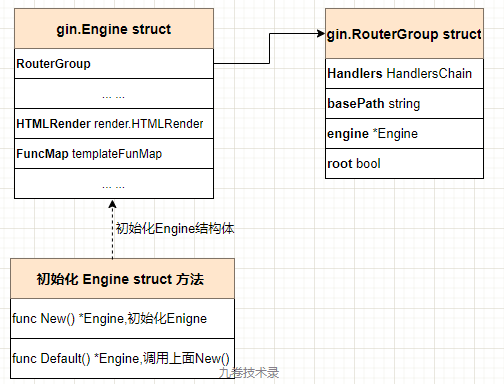 gin.Engine struct
RouterGroup
... ...
HTMLRender render.HTMLRender
FuncMap templateFunMap
... ...
gin.RouterGroup struct
Handlers HandlersChain
basePath string
engine *Engine
root bool
初始化Engine结构体
初始化 Engine struct 方法
func New() *Engine,初始化Enigne
func Default() *Engine,调用上面New()
九卷技术录